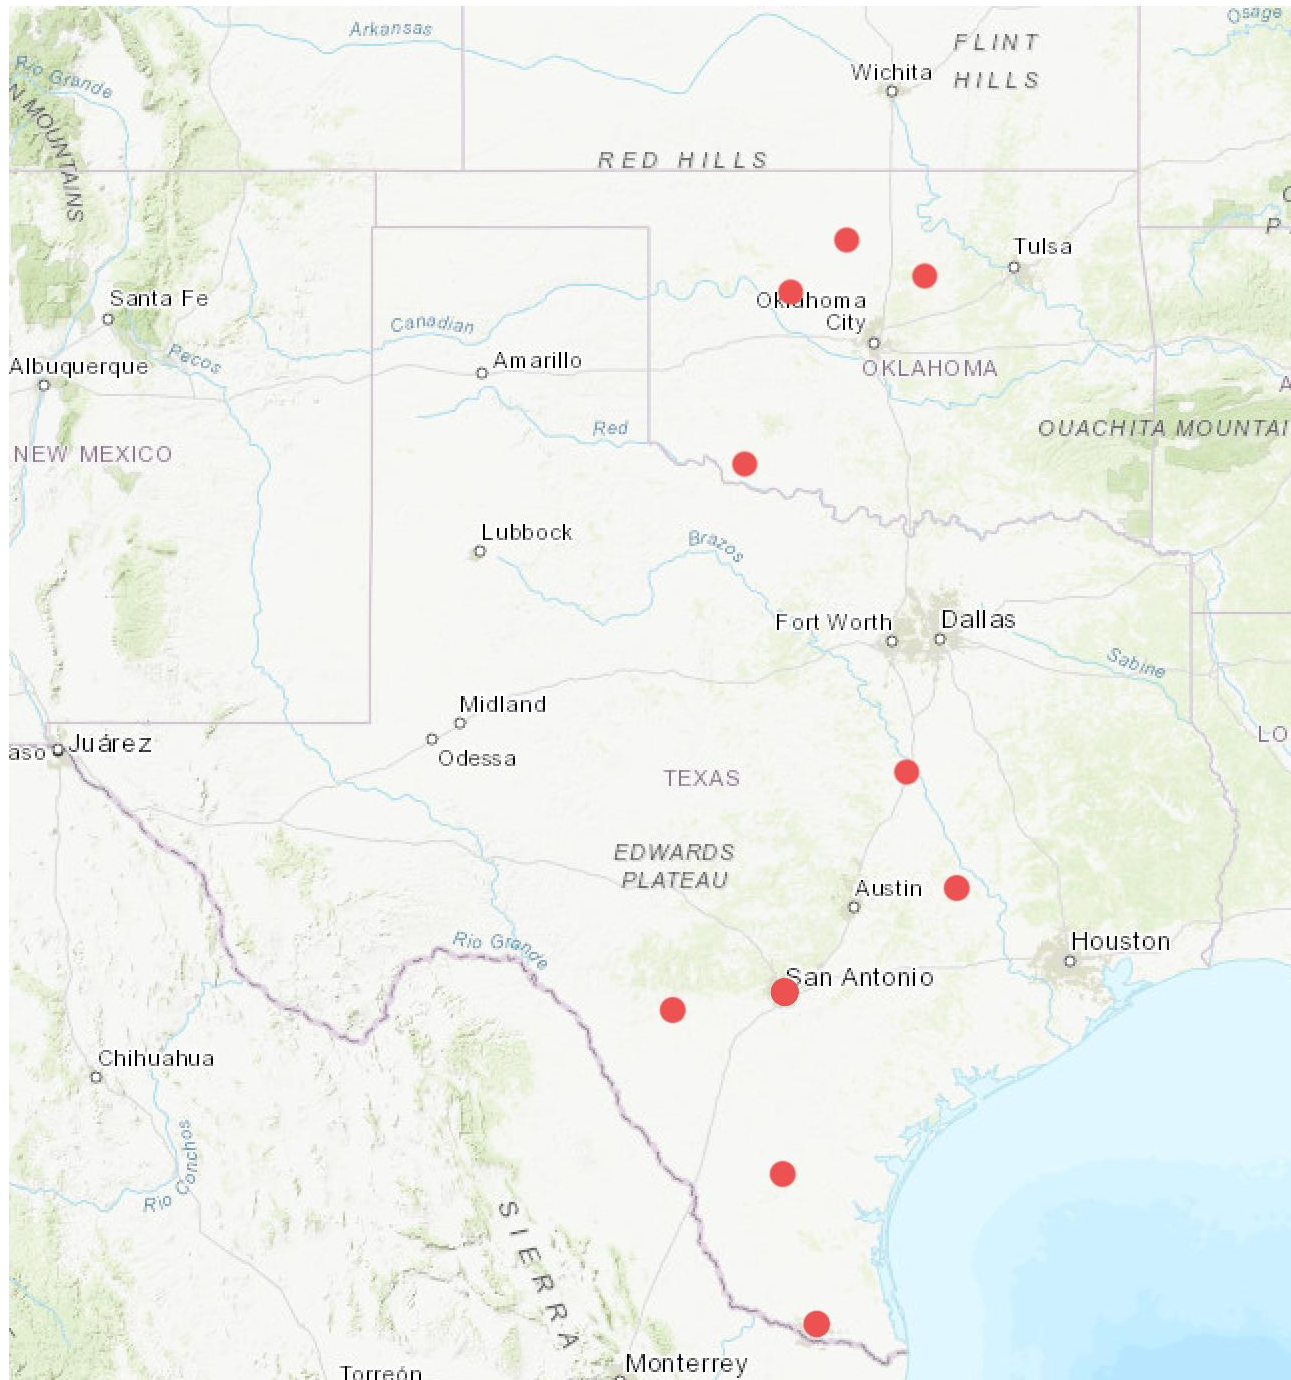 Osage
Arkansas
FLINT
HILLS
Rio Grande
Wichita
N MOUNTAINS
RED HILLS
P
Tulsa
Santa Fe
Oklahoma
City
Canadian
Pecos
Amarillo
Albuquerque
OKLAHOMA
A
Red
OUACHITA MOUNTAI
NEW MEXICO
Lubbock
Brazos
Fort Worth
Dallas
Sabine
Midland
LO
Juárez
aso
Odessa
TEXAS
EDWARDS
PLATEAU
Austin
Rio Grande
Houston
San Antonio
Chihuahua
Rio Conchos
SIERRA
Monterrey
Torreón